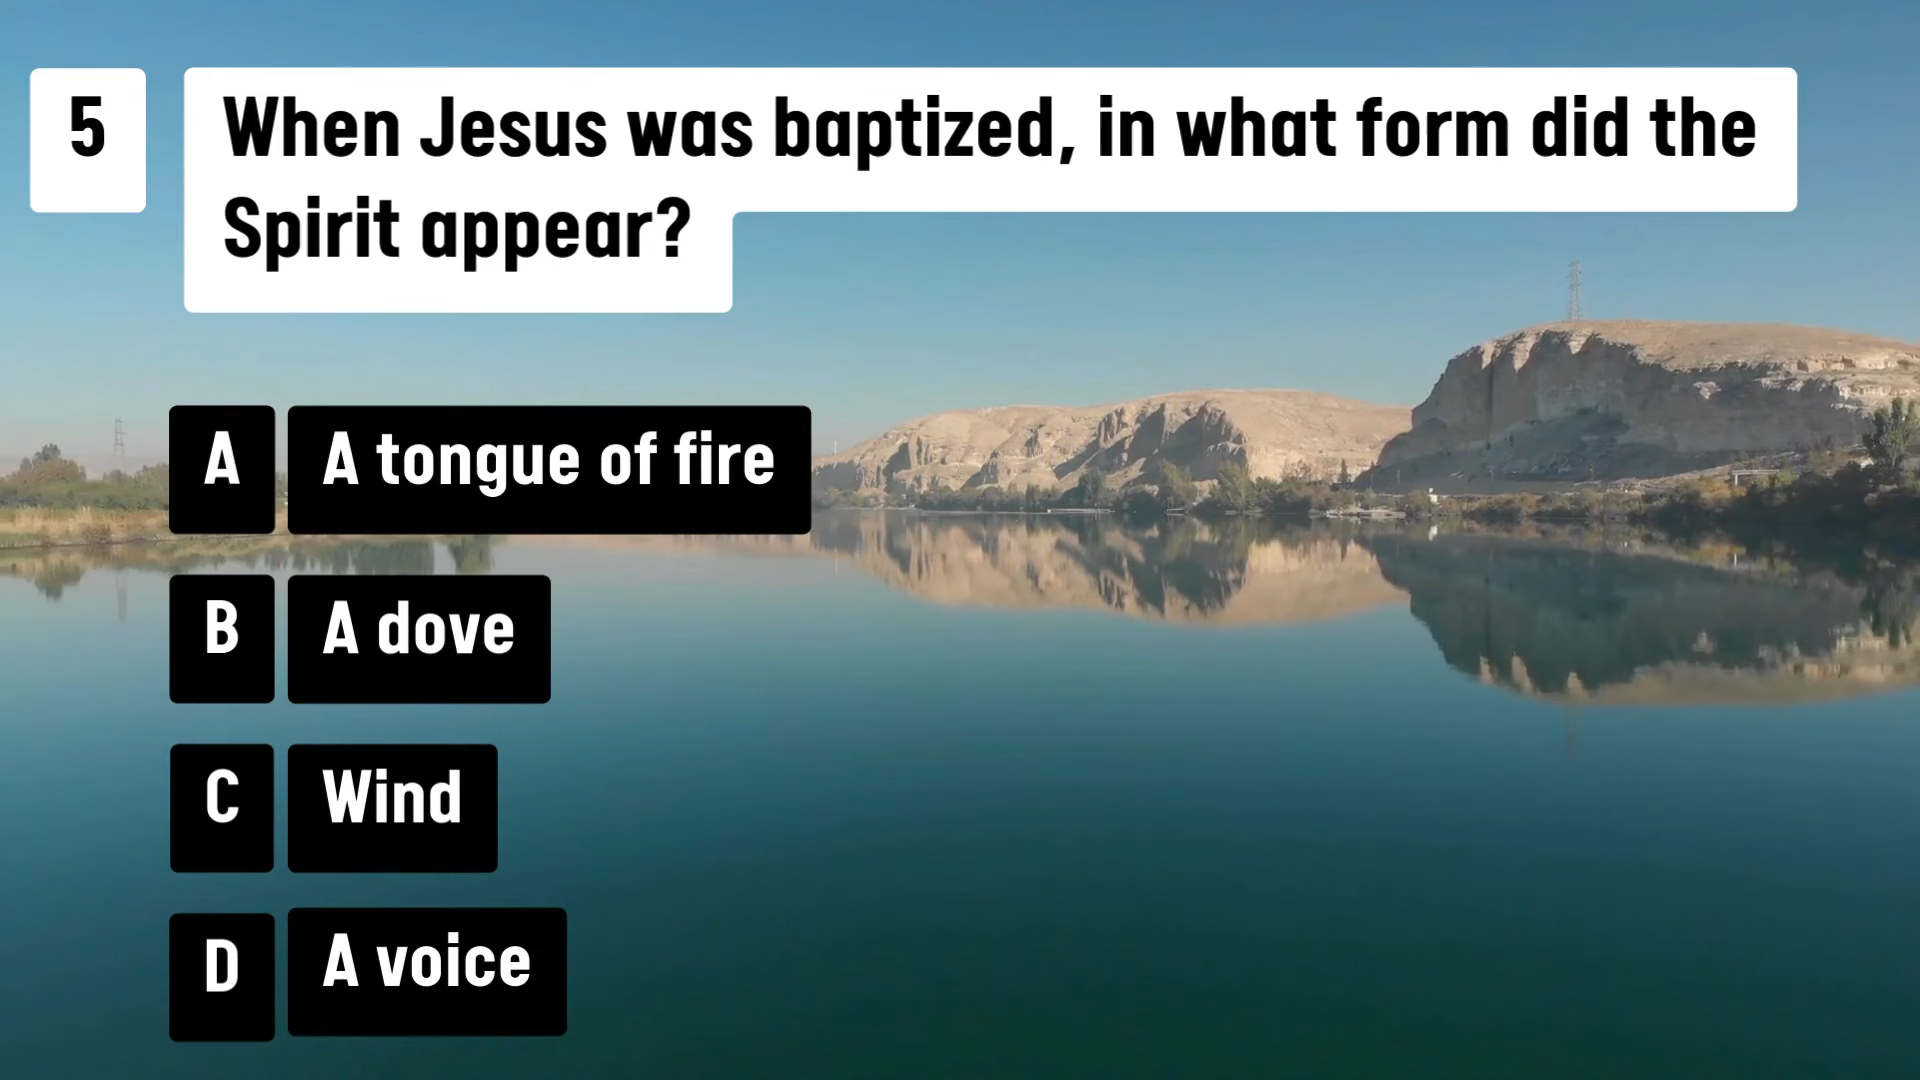 5
When Jesus was baptized, in what form did the
Spirit appear?
A A tongue of fire
B A dove
C Wind
D A voice